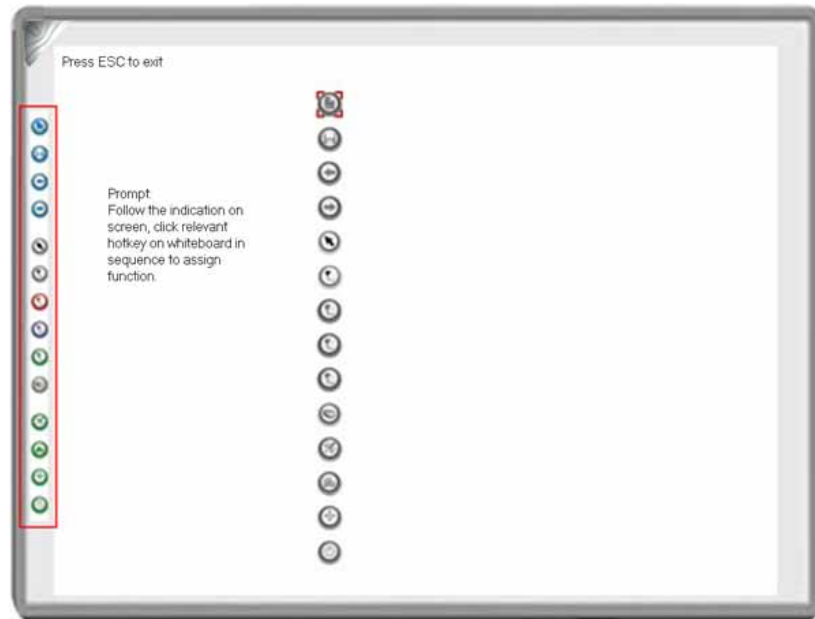 Press ESC to exit
Prompt:
Follow the indication on
screen, click relevant
hotkey on whiteboard in
sequence to assign
function.